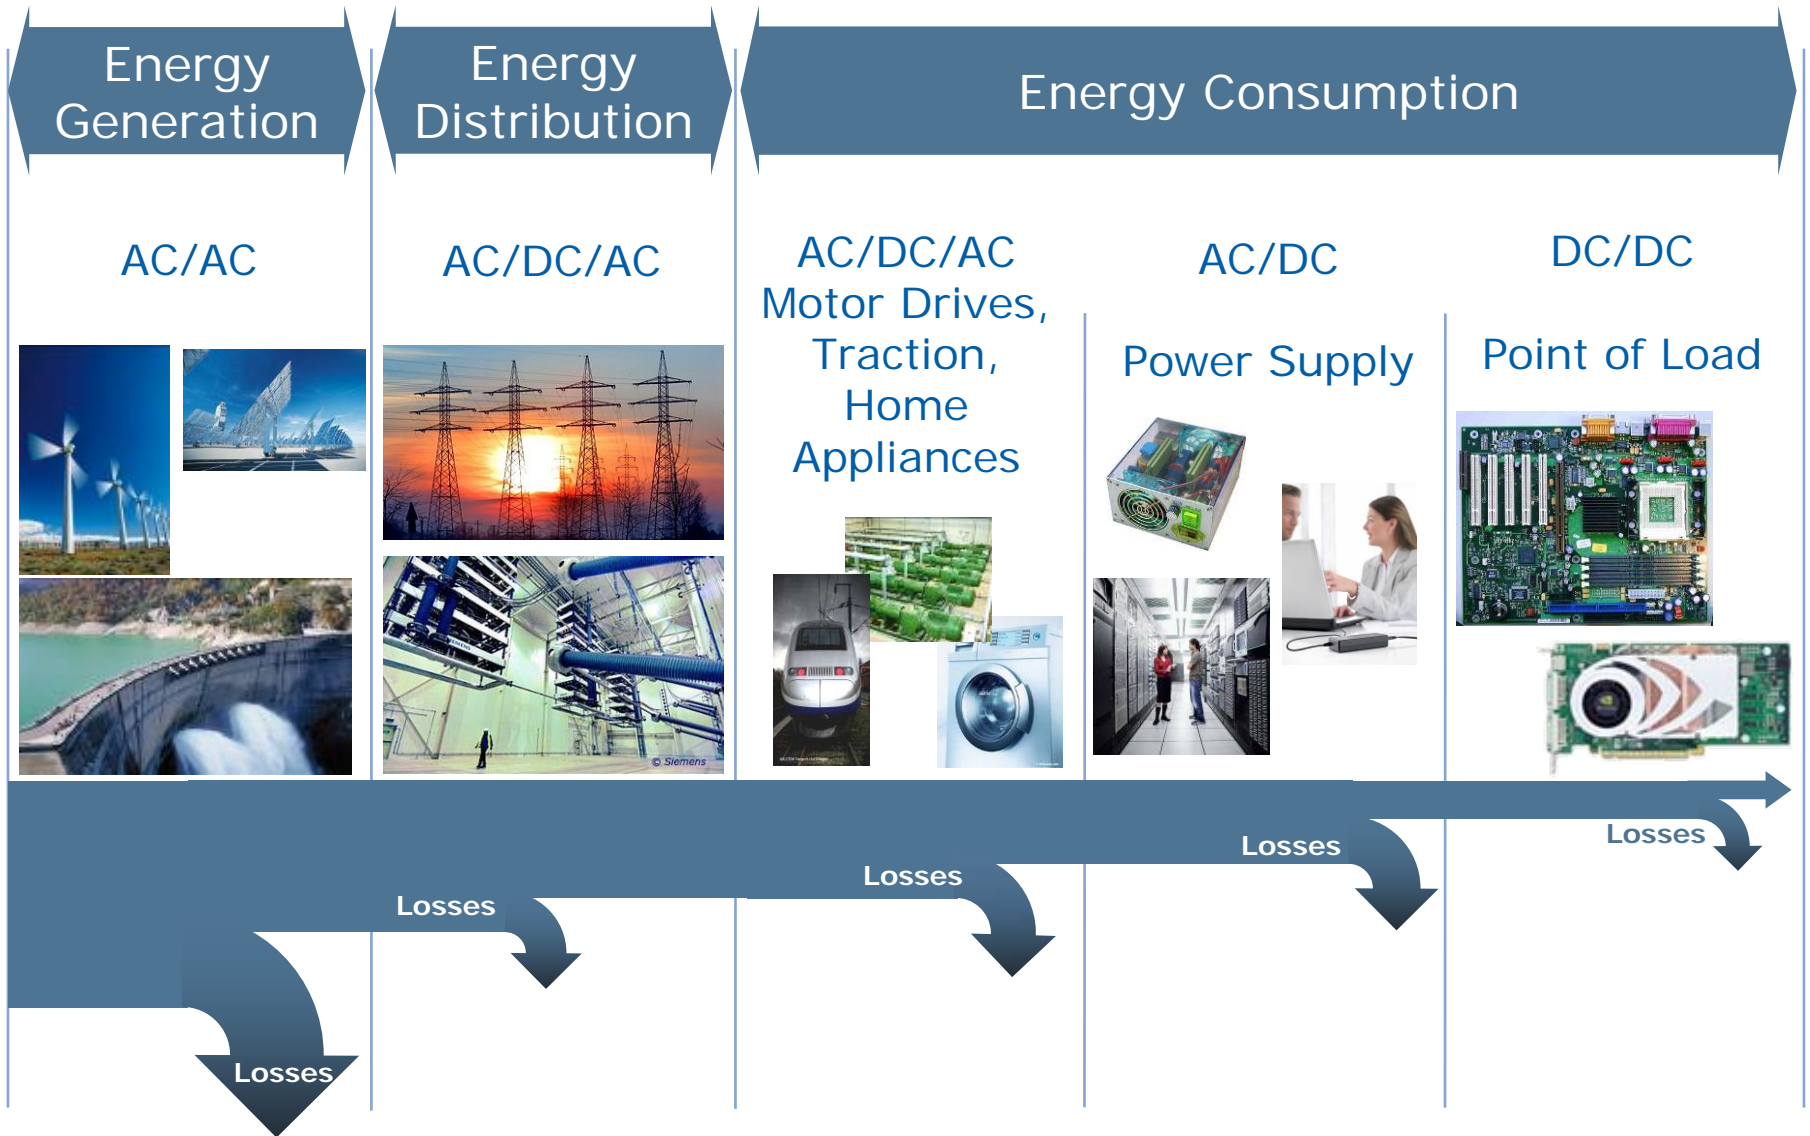 Energy
Generation
Energy
Distribution
Energy Consumption
AC/AC
AC/DC/AC
AC/DC/AC
Motor Drives,
Traction,
Home
Appliances
AC/DC
Power Supply
DC/DC
Point of Load
© Siemens
Losses
Losses
Losses
Losses
Losses